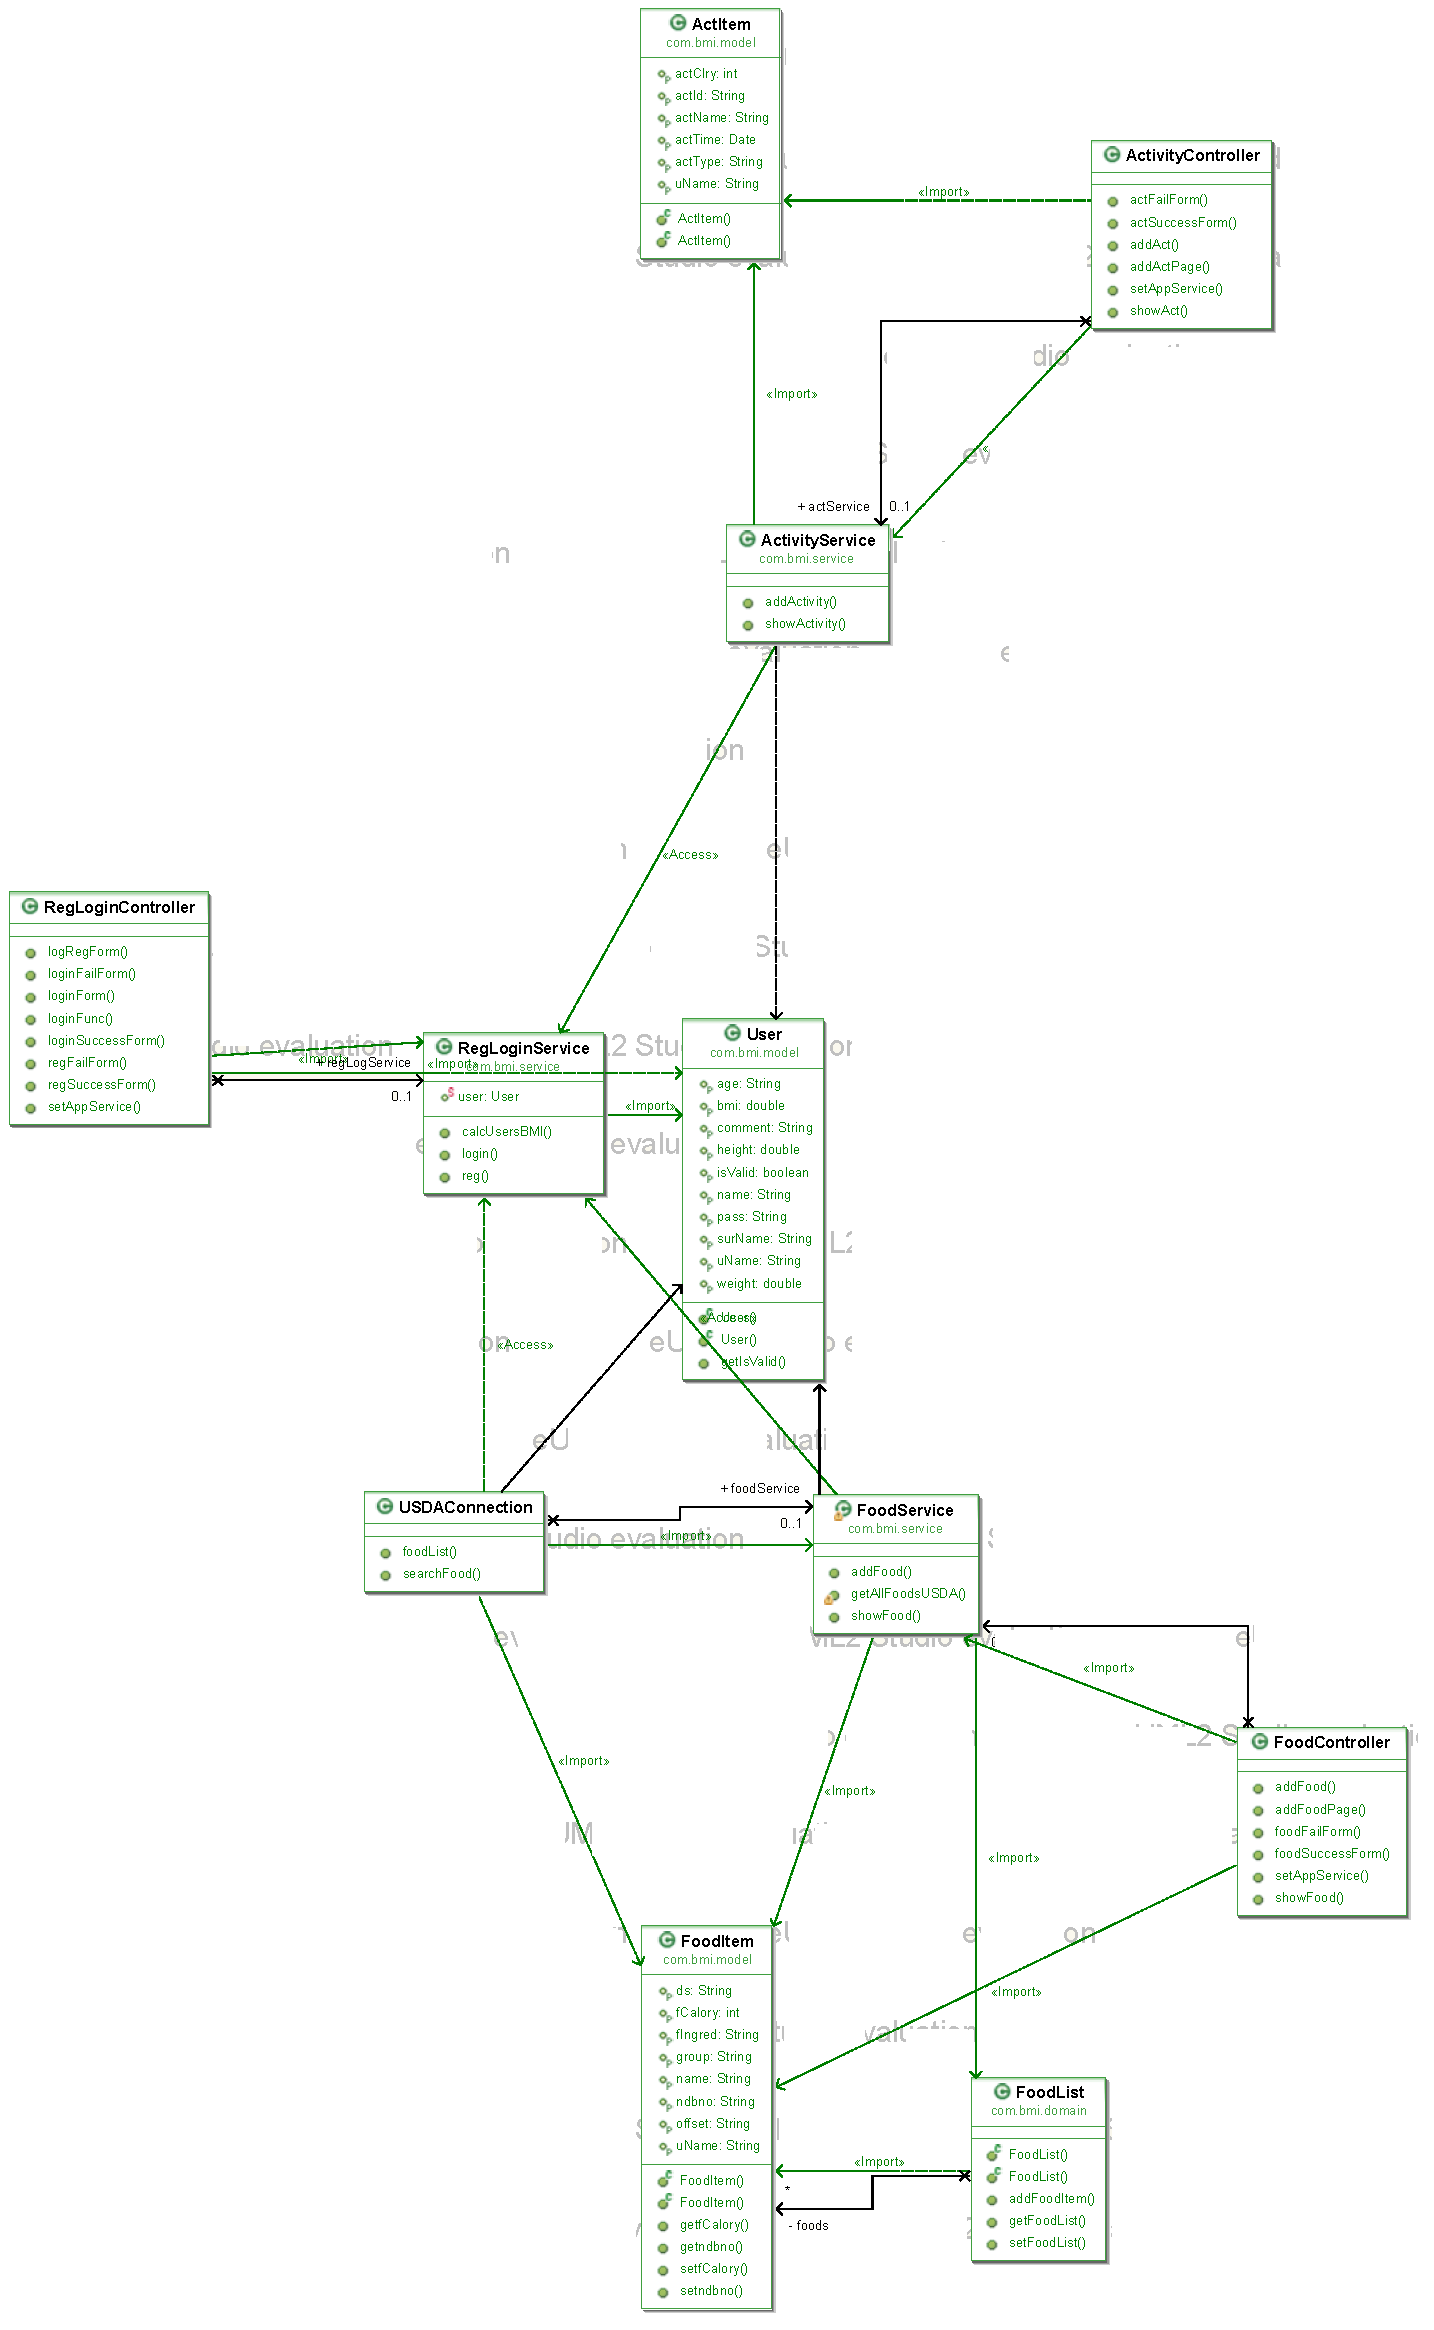 ActItem
com.bmi.model
actClry: int
actId: String
actName: String
actTime: Date
actType: String
uName: String
ActItem()
ActItem()
ActivityController
actFailForm()
actSuccessForm()
addAct()
addActPage()
setAppService()
showAct()
«Import»
«Import»
+ actService
0..1
ActivityService
com.bmi.service
addActivity()
showActivity()
«Access»
RegLoginController
logRegForm()
loginFailForm()
loginForm()
loginFunc()
loginSuccessForm()
regFailForm()
regSuccessForm()
setAppService()
«Import»
+ regLogService
0..1
RegLoginService
com.bmi.service
«Import»
user: User
calcUsersBMI()
login()
reg()
«Import»
User
com.bmi.model
age: String
bmi: double
comment: String
height: double
isValid: boolean
name: String
pass: String
surName: String
uName: String
weight: double
User()
«Access»
User()
getIsValid()
«Access»
USDAConnection
foodList()
searchFood()
+ foodService
0..1
«Import»
FoodService
com.bmi.service
addFood()
getAllFoodsUSDA()
showFood()
«Import»
FoodController
addFood()
addFoodPage()
foodFailForm()
foodSuccessForm()
setAppService()
showFood()
«Import»
«Import»
«Import»
«Import»
FoodItem
com.bmi.model
ds: String
fCalory: int
fIngred: String
group: String
name: String
ndbno: String
offset: String
uName: String
FoodItem()
FoodItem()
getfCalory()
getndbno()
setfCalory()
setndbno()
«Import»
*
- foods
FoodList
com.bmi.domain
FoodList()
FoodList()
addFoodItem()
getFoodList()
setFoodList()